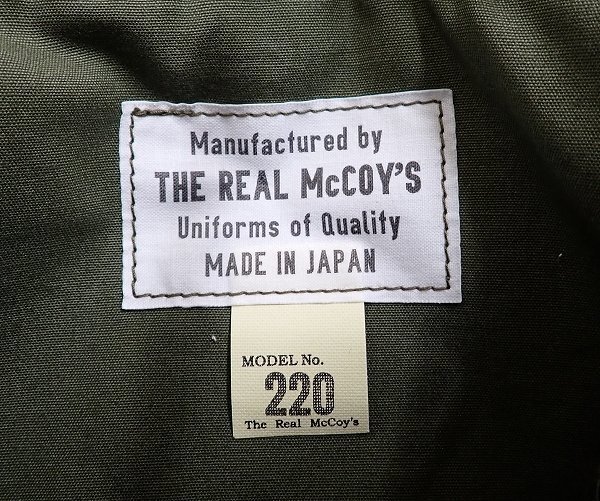 Manufactured by
THE REAL McCOY'S
Uniforms of Quality
MADE IN JAPAN
MODEL No.
220
The Real McCoy's